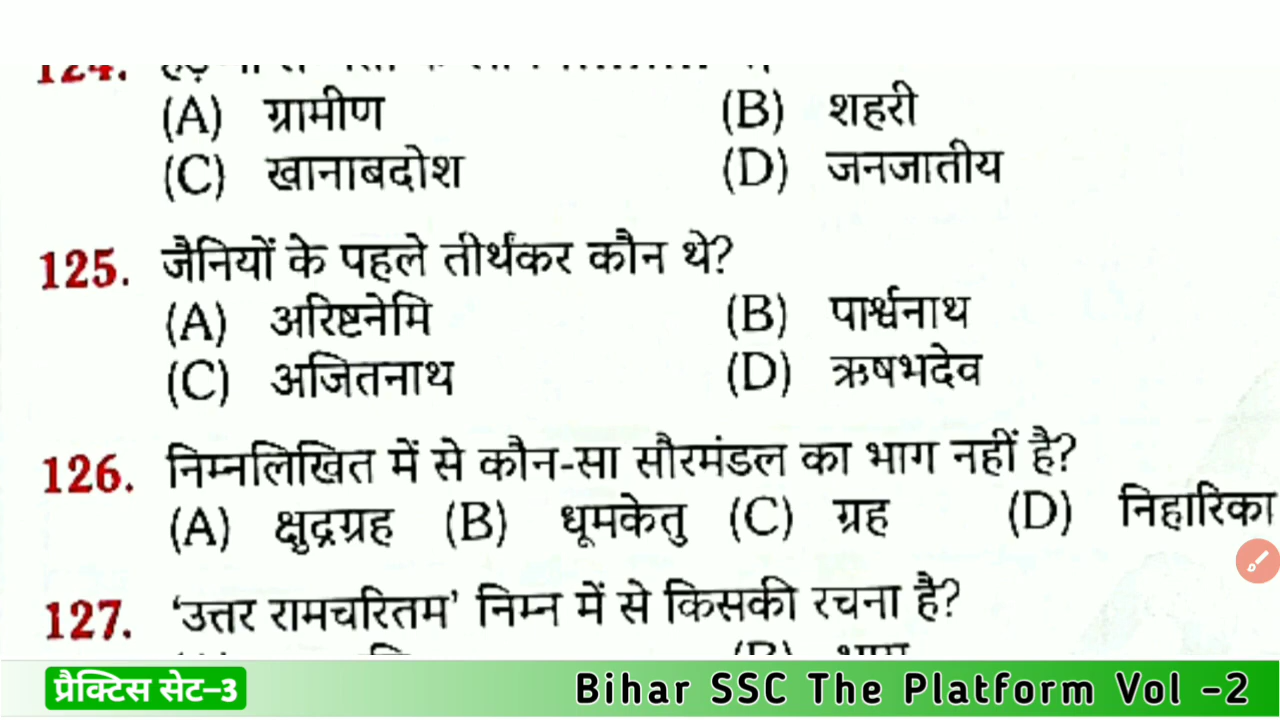 124.
(A) ग्रामीण (B) शहरी
(C) खानाबदोश (D) जनजातीय
125. जैनियों के पहले तीर्थंकर कौन थे?
(A) अरिष्टनेमि (B) पार्श्वनाथ
(C) अजितनाथ (D) ऋषभदेव
126. निम्नलिखित में से कौन-सा सौरमंडल का भाग नहीं है?
(A) क्षुद्रग्रह (B) धूमकेतु (C) ग्रह (D) निहारिका
127. 'उत्तर रामचरितम' निम्न में से किसकी रचना है?
प्रैक्टिस सेट–3 Bihar SSC The Platform Vol –2